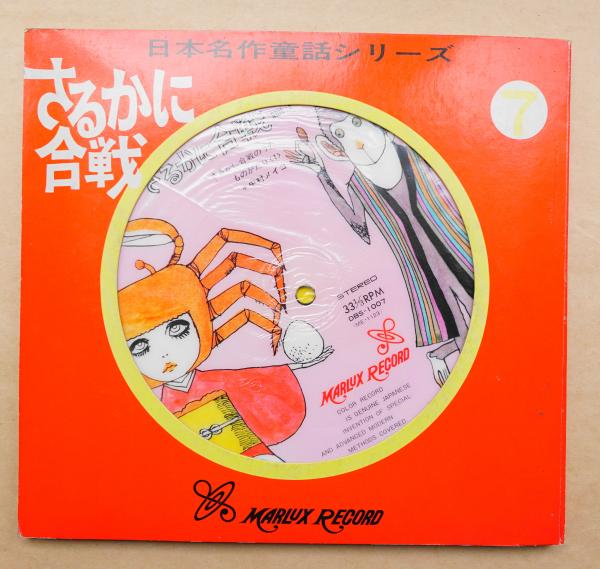 日本名作童話シリーズ
さるかに
合戦
7
STEREO
33⅓RPM
DBS-1007
(ME-1123)
MARLUX RECORD
COLOR RECORD
IS GENUINE JAPANESE
INVENTION OF SPECIAL
AND ADVANCED MODERN
METHODS COVERED
MARLUX RECORD